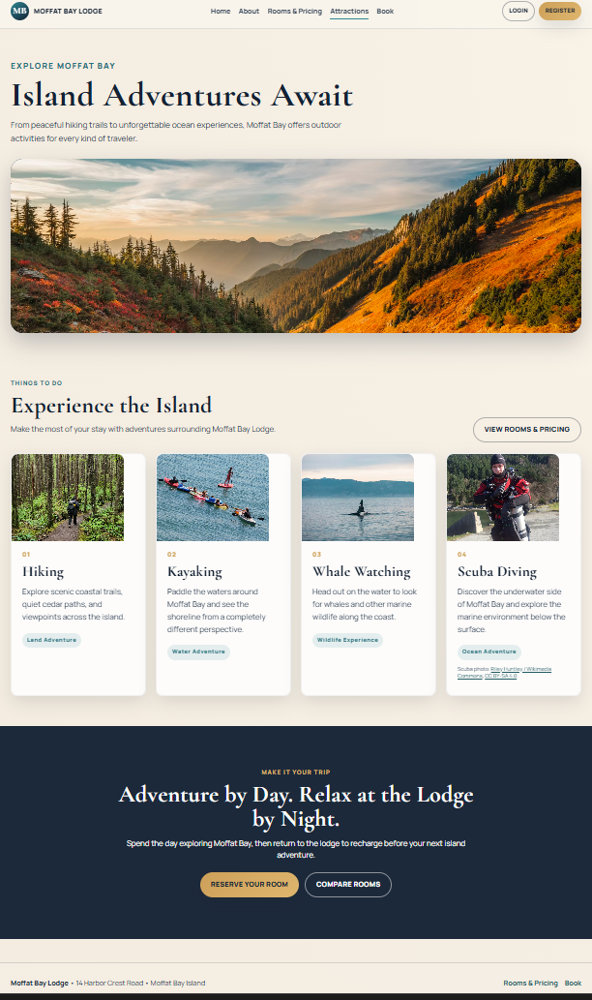 MB MOFFAT BAY LODGE Home About Rooms & Pricing Attractions Book LOGIN REGISTER
EXPLORE MOFFAT BAY
Island Adventures Await
From peaceful hiking trails to unforgettable ocean experiences, Moffat Bay offers outdoor
activities for every kind of traveler.
THINGS TO DO
Experience the Island
Make the most of your stay with adventures surrounding Moffat Bay Lodge.
VIEW ROOMS & PRICING
01
Hiking
Explore scenic coastal trails,
quiet cedar paths, and
viewpoints across the island.
Land Adventure
02
Kayaking
Paddle the waters around
Moffat Bay and see the
shoreline from a completely
different perspective.
Water Adventure
03
Whale Watching
Head out on the water to look
for whales and other marine
wildlife along the coast.
Wildlife Experience
04
Scuba Diving
Discover the underwater side
of Moffat Bay and explore the
marine environment below the
surface.
Ocean Adventure
Scuba photo: Riley Huntley / Wikimedia
Commons, CC BY-SA 4.0
MAKE IT YOUR TRIP
Adventure by Day. Relax at the Lodge
by Night.
Spend the day exploring Moffat Bay, then return to the lodge to recharge before your next island
adventure.
RESERVE YOUR ROOM COMPARE ROOMS
Moffat Bay Lodge • 14 Harbor Crest Road • Moffat Bay Island Rooms & Pricing Book